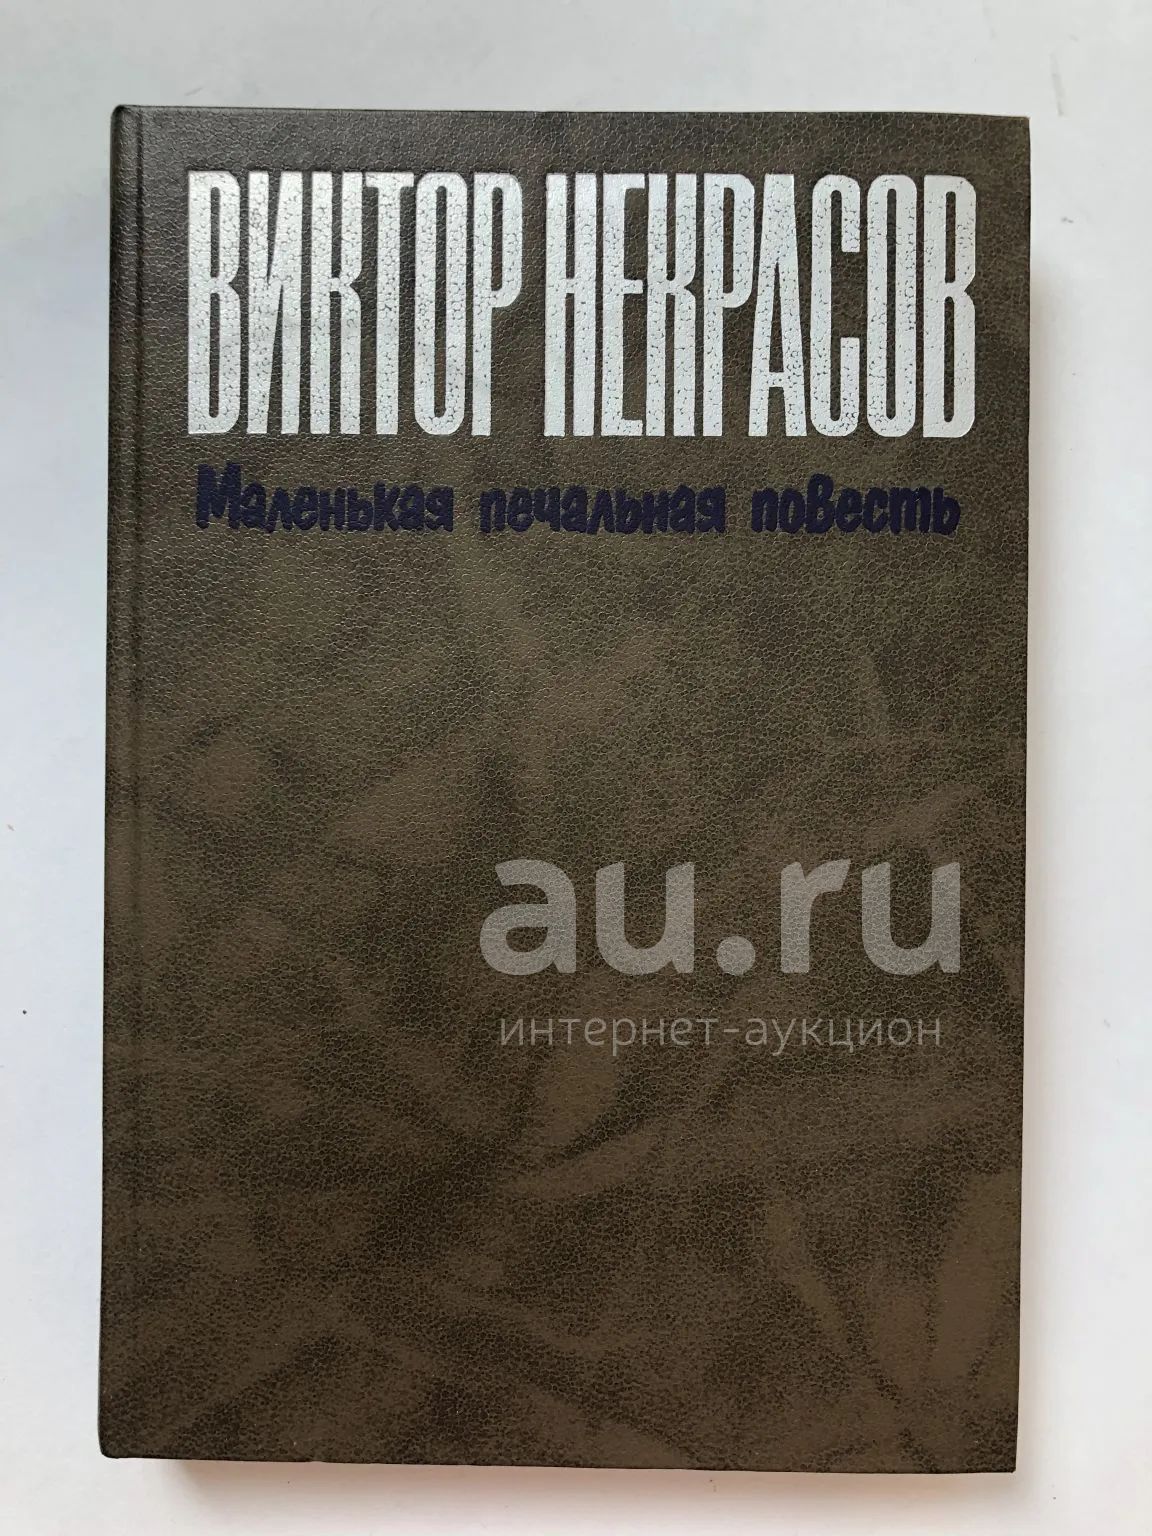 ВИКТОР НЕКРАСОВ
Маленькая печальная повесть
au.ru
интернет-аукцион